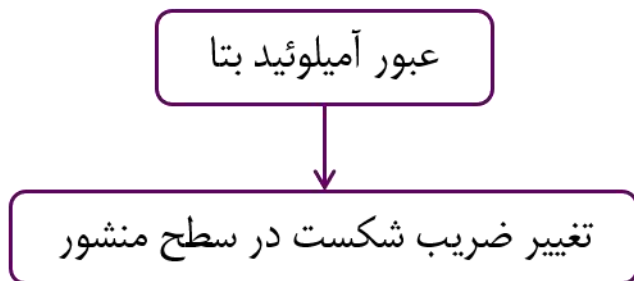 عبور آمیلوئید بتا
تغییر ضریب شکست در سطح منشور